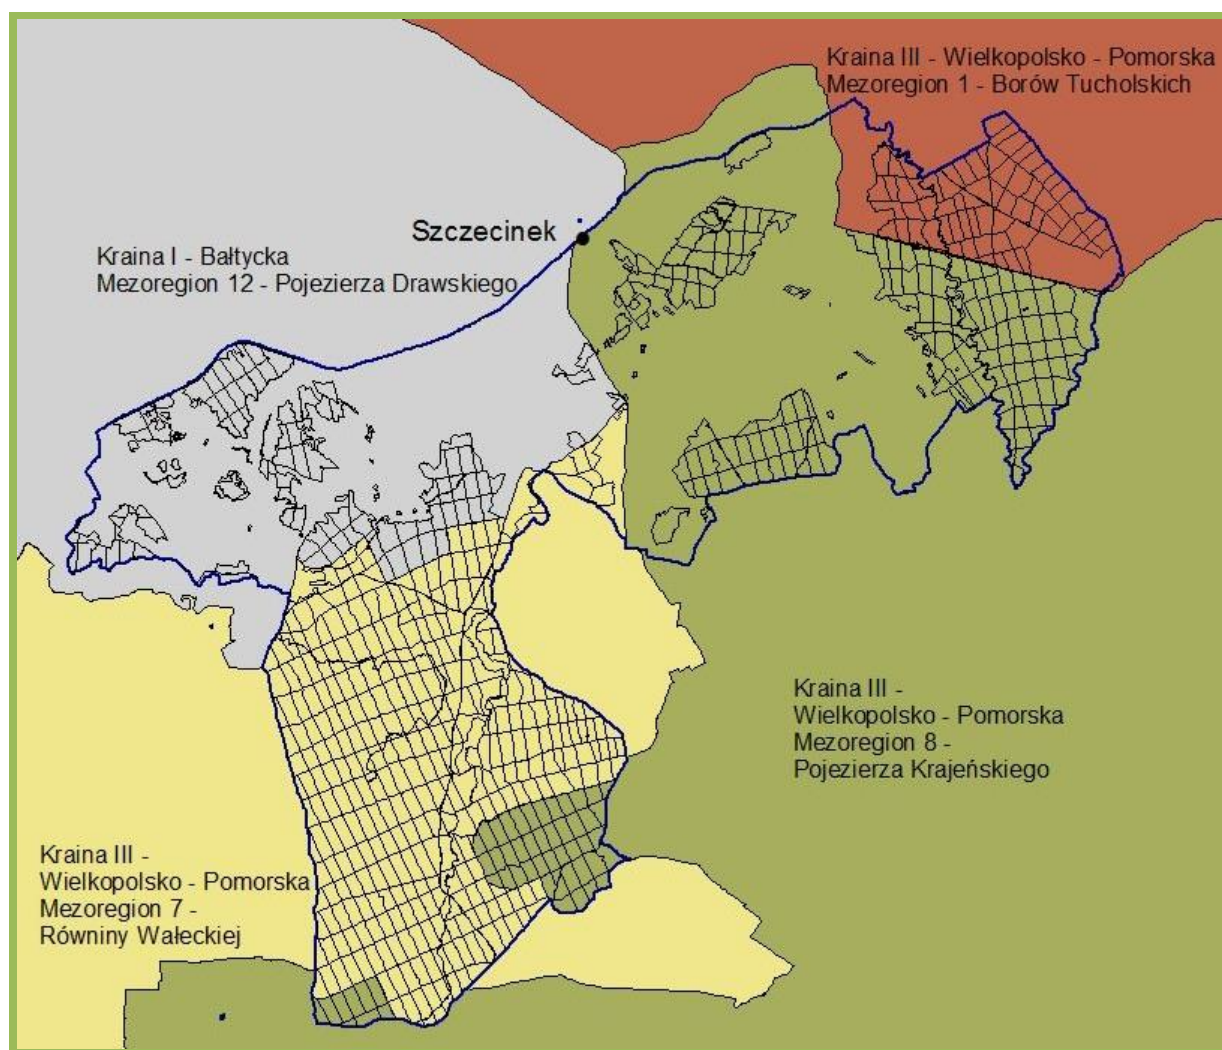 Kraina III - Wielkopolsko - Pomorska
Mezoregion 1 - Borów Tucholskich
Szczecinek
Kraina I - Bałtycka
Mezoregion 12 - Pojezierza Drawskiego
Kraina III -
Wielkopolsko - Pomorska
Mezoregion 8 -
Pojezierza Krajeńskiego
Kraina III -
Wielkopolsko - Pomorska
Mezoregion 7 -
Równiny Wałeckiej